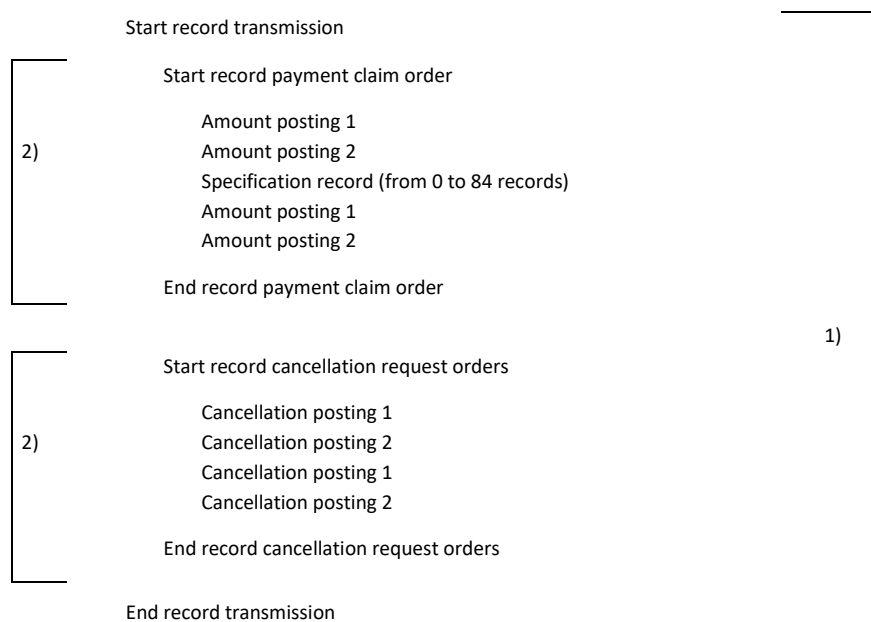 Start record transmission
Start record payment claim order
Amount posting 1
2)
Amount posting 2
Specification record (from 0 to 84 records)
Amount posting 1
Amount posting 2
End record payment claim order
1)
Start record cancellation request orders
Cancellation posting 1
2)
Cancellation posting 2
Cancellation posting 1
Cancellation posting 2
End record cancellation request orders
End record transmission